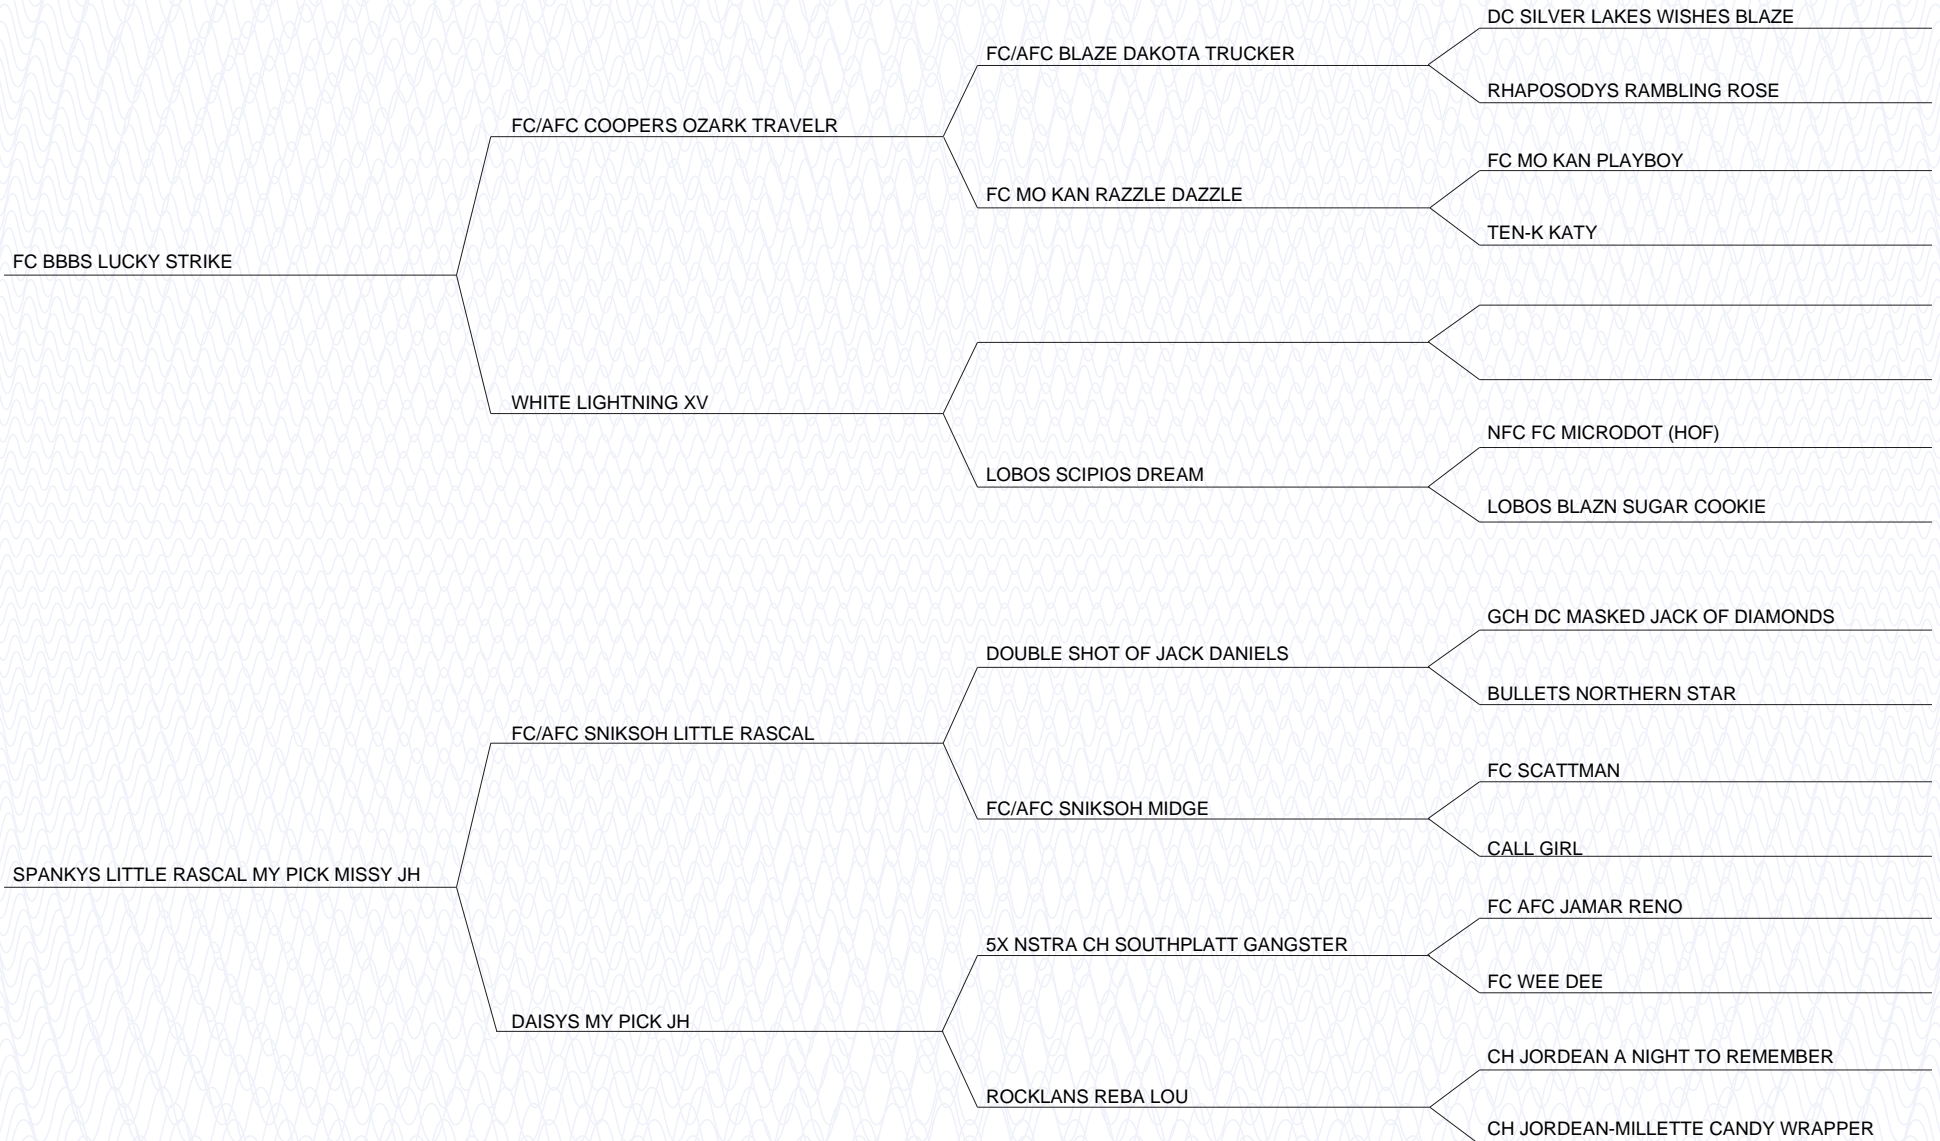 DC SILVER LAKES WISHES BLAZE
FC/AFC BLAZE DAKOTA TRUCKER
RHAPOSODYS RAMBLING ROSE
FC/AFC COOPERS OZARK TRAVELR
FC MO KAN PLAYBOY
FC MO KAN RAZZLE DAZZLE
TEN-K KATY
FC BBBS LUCKY STRIKE
WHITE LIGHTNING XV
NFC FC MICRODOT (HOF)
LOBOS SCIPIOS DREAM
LOBOS BLAZN SUGAR COOKIE
GCH DC MASKED JACK OF DIAMONDS
DOUBLE SHOT OF JACK DANIELS
BULLETS NORTHERN STAR
FC/AFC SNIKSOH LITTLE RASCAL
FC SCATTMAN
FC/AFC SNIKSOH MIDGE
CALL GIRL
SPANKYS LITTLE RASCAL MY PICK MISSY JH
FC AFC JAMAR RENO
5X NSTRA CH SOUTHPLATT GANGSTER
FC WEE DEE
DAISYS MY PICK JH
CH JORDEAN A NIGHT TO REMEMBER
ROCKLANS REBA LOU
CH JORDEAN-MILLETTE CANDY WRAPPER